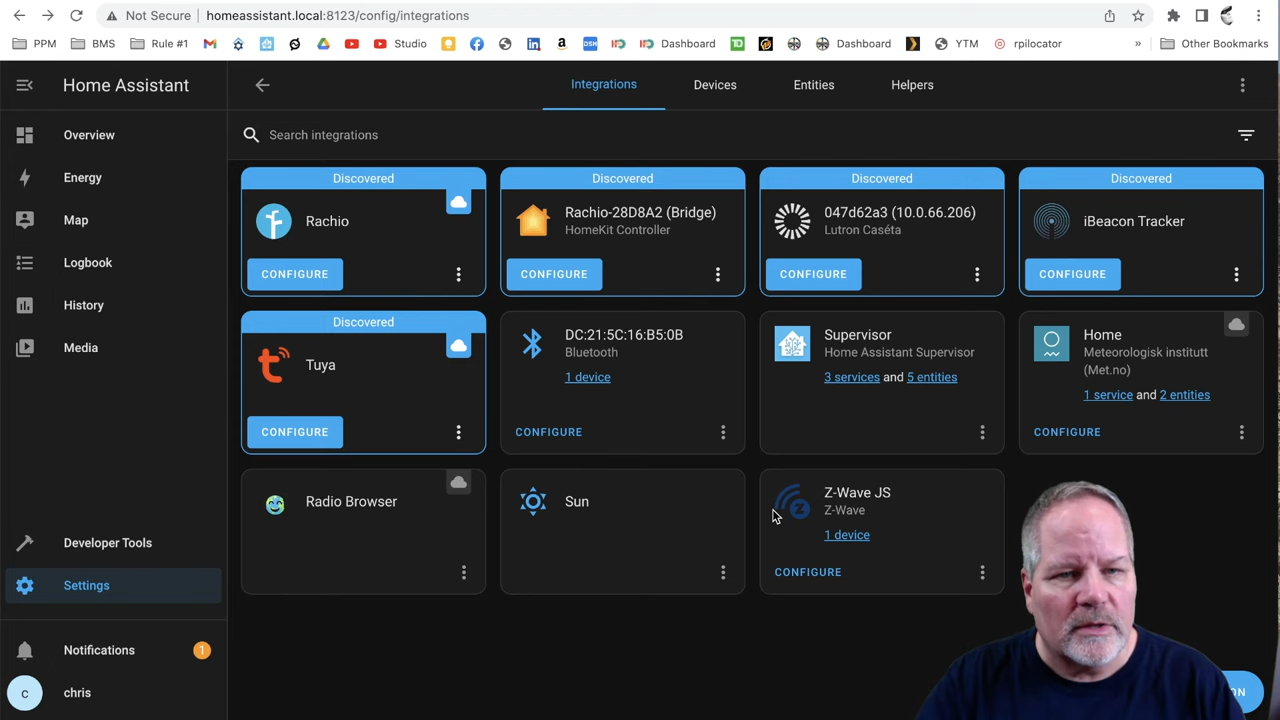 Not Secure
homeassistant.local:8123/config/integrations
PPM
BMS
Rule #1
Studio
Dashboard
Dashboard
YTM
rpilocator
»
Other Bookmarks
Home Assistant
Integrations
Devices
Entities
Helpers
Search integrations
Overview
Energy
Map
Logbook
History
Media
Developer Tools
Settings
Notifications
1
c
chris
Discovered
Rachio
CONFIGURE
Discovered
Rachio-28D8A2 (Bridge)
HomeKit Controller
CONFIGURE
Discovered
047d62a3 (10.0.66.206)
Lutron Caséta
CONFIGURE
Discovered
iBeacon Tracker
CONFIGURE
Discovered
Tuya
CONFIGURE
DC:21:5C:16:B5:0B
Bluetooth
1 device
CONFIGURE
Supervisor
Home Assistant Supervisor
3 services and 5 entities
Home
Meteorologisk institutt
(Met.no)
1 service and 2 entities
CONFIGURE
Radio Browser
Sun
Z-Wave JS
Z-Wave
1 device
CONFIGURE
ON